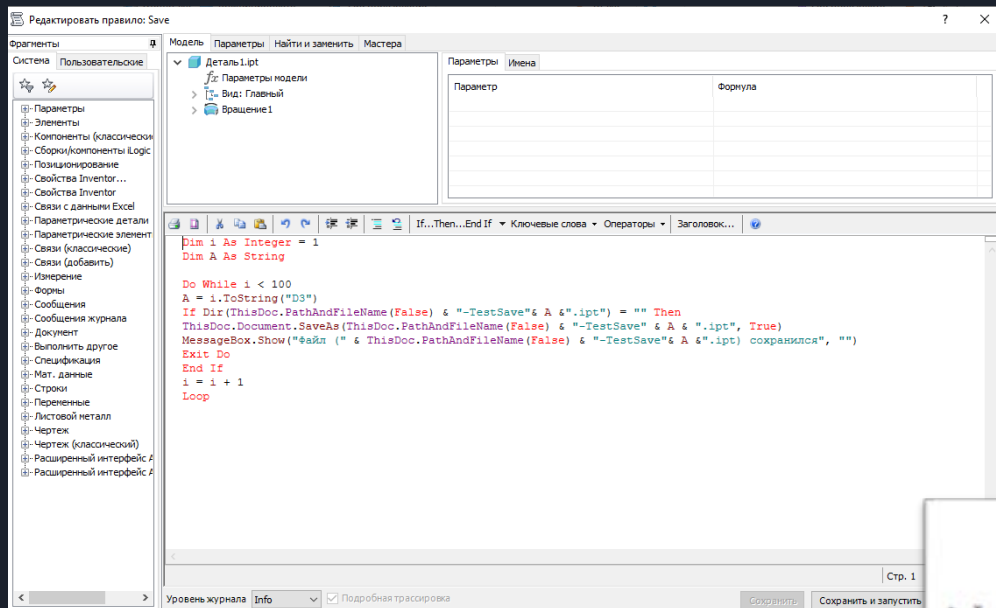 Редактировать правило: Save
?
Фрагменты
Система Пользовательские
Параметры
Элементы
Компоненты (классически
Сборки/компоненты iLogic
Позиционирование
Свойства Inventor...
Свойства Inventor
Связи с данными Excel
Параметрические детали
Параметрические элемент
Связи (классические)
Связи (добавить)
Измерение
Формы
Сообщения
Сообщения журнала
Документ
Выполнить другое
Спецификация
Мат. данные
Строки
Переменные
Листовой металл
Чертеж
Чертеж (классический)
Расширенный интерфейс A
Расширенный интерфейс A
Модель Параметры Найти и заменить Мастера
Деталь1.ipt
fx Параметры модели
Вид: Главный
Вращение1
Параметры Имена
Параметр Формула
If...Then...End If Ключевые слова Операторы Заголовок...
Dim i As Integer = 1
Dim A As String
Do While i < 100
A = i.ToString("D3")
If Dir(ThisDoc.PathAndFileName(False) & "-TestSave"& A &".ipt") = "" Then
ThisDoc.Document.SaveAs(ThisDoc.PathAndFileName(False) & "-TestSave" & A & ".ipt", True)
MessageBox.Show("Файл (" & ThisDoc.PathAndFileName(False) & "-TestSave"& A &".ipt) сохранился", "")
Exit Do
End If
i = i + 1
Loop
Стр. 1
Уровень журнала Info Подробная трассировка
Сохранить Сохранить и запустить